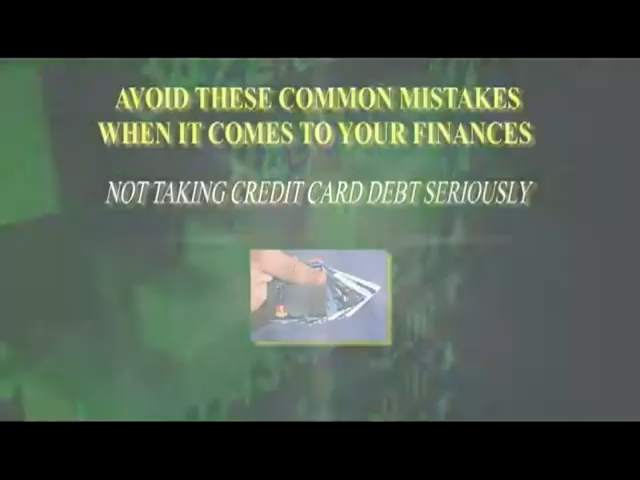 AVOID THESE COMMON MISTAKES
WHEN IT COMES TO YOUR FINANCES
NOT TAKING CREDIT CARD DEBT SERIOUSLY